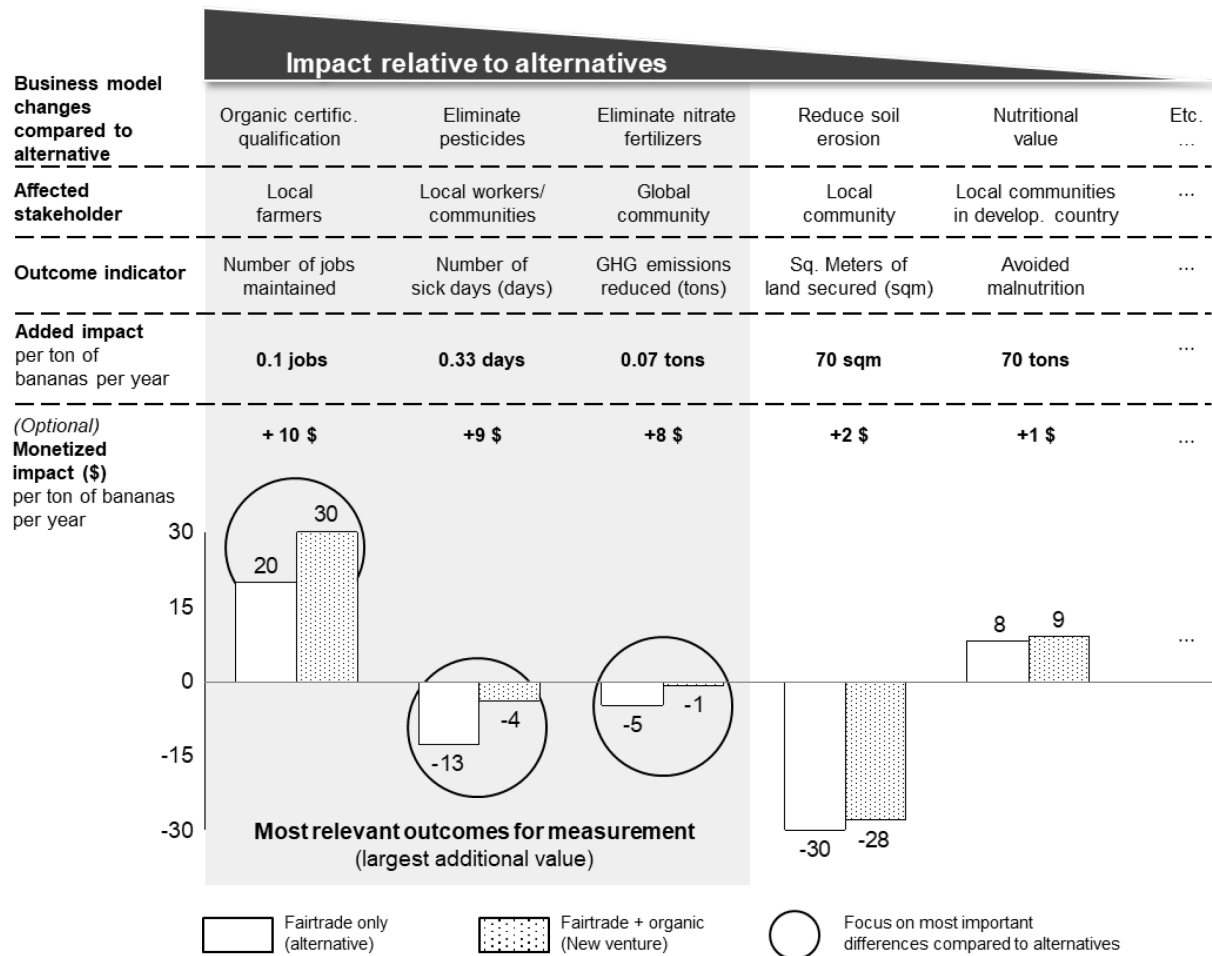 Impact relative to alternatives
Business model
changes
compared to
alternative
Organic certific.
qualification
Eliminate
pesticides
Eliminate nitrate
fertilizers
Reduce soil
erosion
Nutritional
value
Etc.
...
Affected
stakeholder
Local
farmers
Local workers/
communities
Global
community
Local
community
Local communities
in develop. country
...
Outcome indicator
Number of jobs
maintained
Number of
sick days (days)
GHG emissions
reduced (tons)
Sq. Meters of
land secured (sqm)
Avoided
malnutrition
...
Added impact
per ton of
bananas per year
0.1 jobs
0.33 days
0.07 tons
70 sqm
70 tons
...
(Optional)
Monetized
impact ($)
per ton of bananas
per year
+ 10 $
+9 $
+8 $
+2 $
+1 $
...
30
15
0
-15
-30
20
30
-13
-4
-5
-1
-30
-28
8
9
...
Most relevant outcomes for measurement
(largest additional value)
Fairtrade only
(alternative)
Fairtrade + organic
(New venture)
Focus on most important
differences compared to alternatives